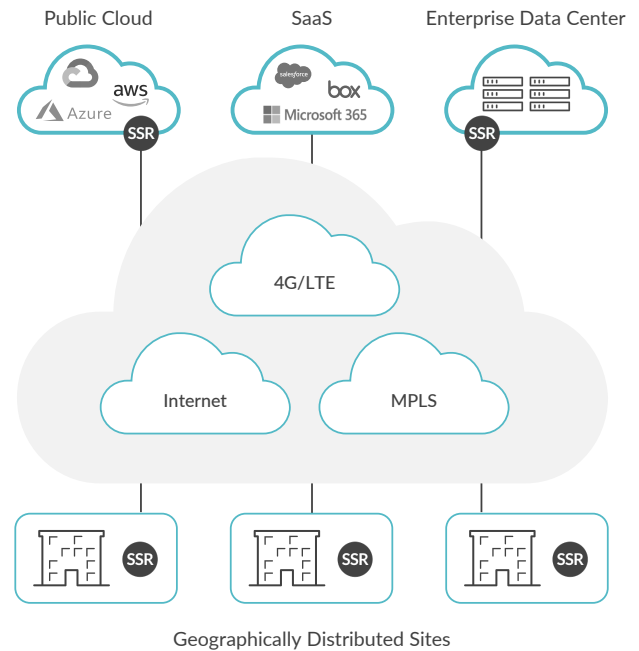 Public Cloud
SaaS
Enterprise Data Center
aws
Azure
SSR
salesforce
box
Microsoft 365
SSR
4G/LTE
Internet
MPLS
SSR
SSR
SSR
Geographically Distributed Sites